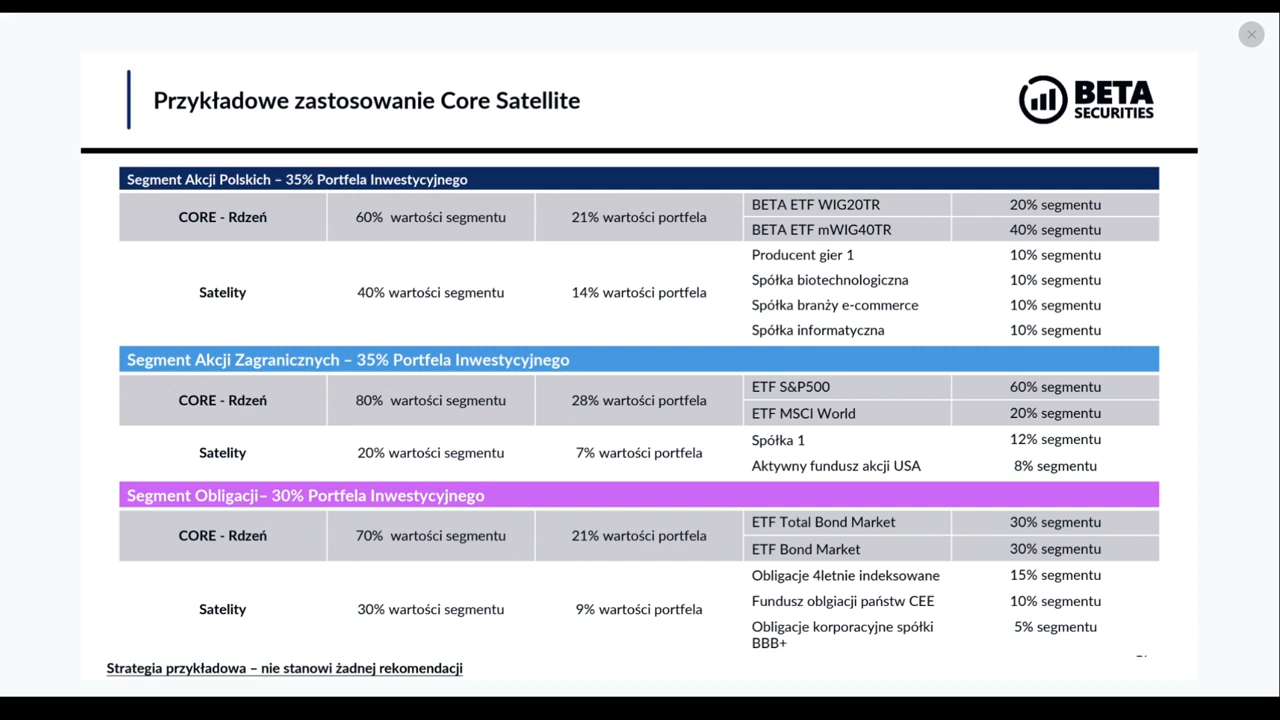 Przykładowe zastosowanie Core Satellite
BETA
SECURITIES
Segment Akcji Polskich – 35% Portfela Inwestycyjnego
CORE - Rdzeń
60% wartości segmentu
21% wartości portfela
BETA ETF WIG20TR
20% segmentu
BETA ETF mWIG40TR
40% segmentu
Satelity
40% wartości segmentu
14% wartości portfela
Producent gier 1
10% segmentu
Spółka biotechnologiczna
10% segmentu
Spółka branży e-commerce
10% segmentu
Spółka informatyczna
10% segmentu
Segment Akcji Zagranicznych – 35% Portfela Inwestycyjnego
CORE - Rdzeń
80% wartości segmentu
28% wartości portfela
ETF S&P500
60% segmentu
ETF MSCI World
20% segmentu
Satelity
20% wartości segmentu
7% wartości portfela
Spółka 1
12% segmentu
Aktywny fundusz akcji USA
8% segmentu
Segment Obligacji– 30% Portfela Inwestycyjnego
CORE - Rdzeń
70% wartości segmentu
21% wartości portfela
ETF Total Bond Market
30% segmentu
ETF Bond Market
30% segmentu
Satelity
30% wartości segmentu
9% wartości portfela
Obligacje 4letnie indeksowane
15% segmentu
Fundusz oblgiacji państw CEE
10% segmentu
Obligacje korporacyjne spółki
BBB+
5% segmentu
Strategia przykładowa – nie stanowi żadnej rekomendacji